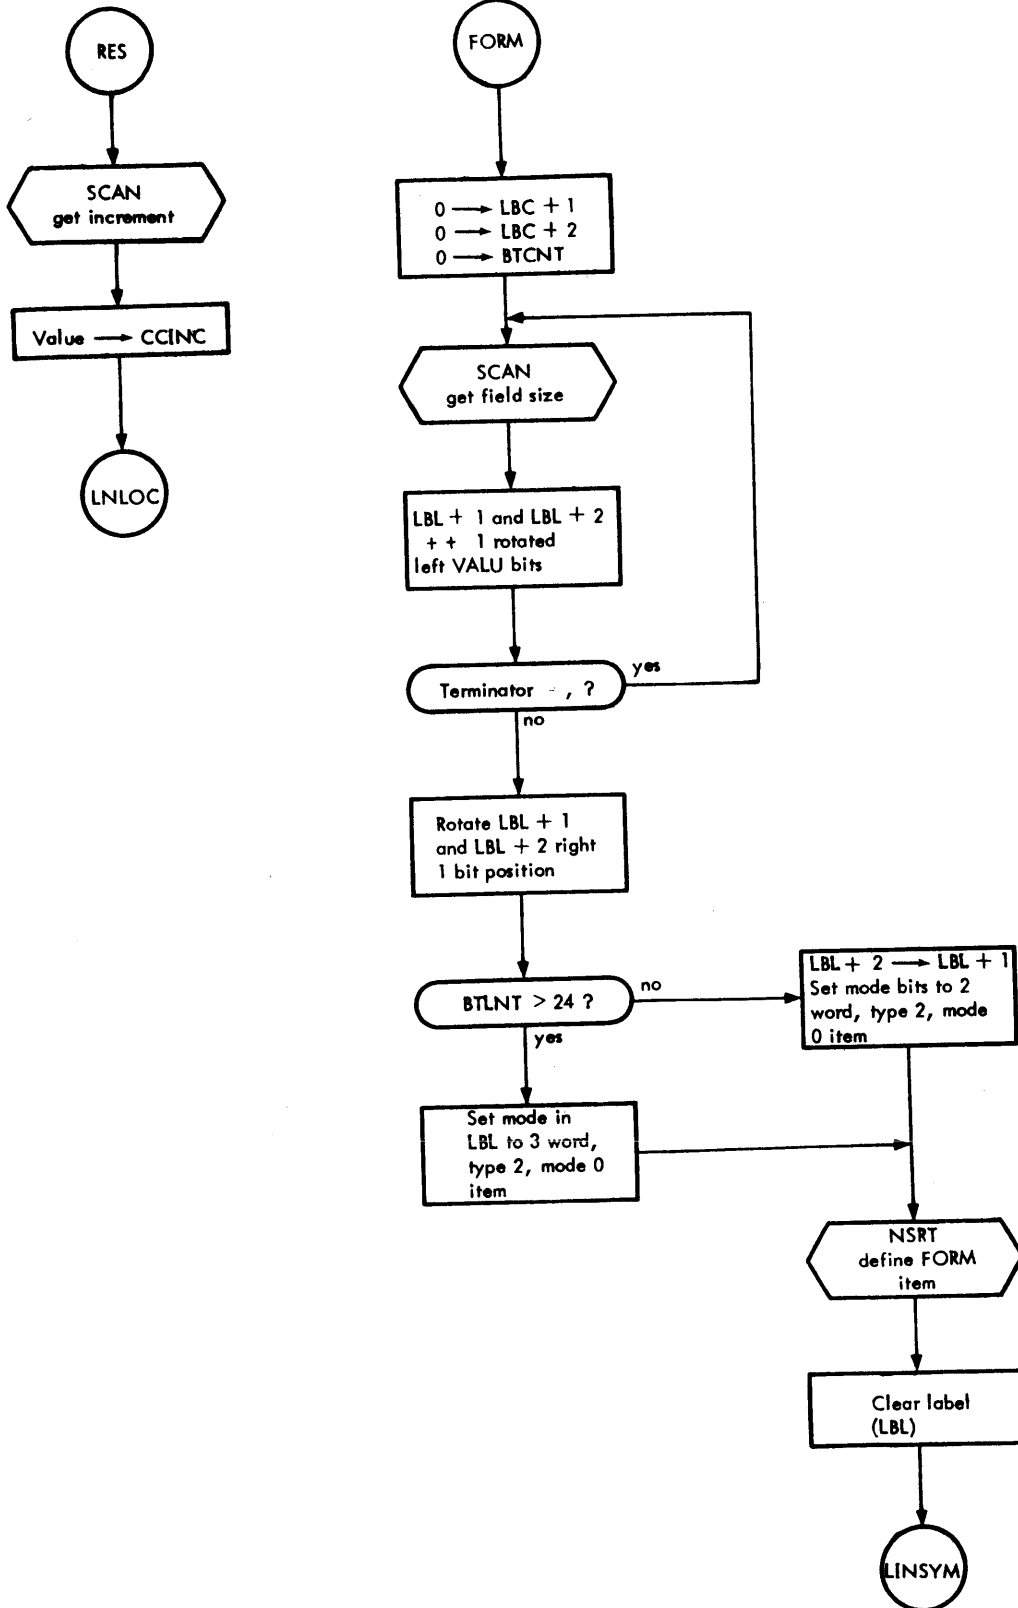 RES
SCAN
get increment
Value → CCINC
LNLOC
FORM
0 → LBC + 1
0 → LBC + 2
0 → BTCNT
SCAN
get field size
LBL + 1 and LBL + 2
+ + 1 rotated
left VALU bits
Terminator - , ?
yes
no
Rotate LBL + 1
and LBL + 2 right
1 bit position
BTLNT > 24 ?
no
yes
LBL + 2 → LBL + 1
Set mode bits to 2
word, type 2, mode
0 item
Set mode in
LBL to 3 word,
type 2, mode 0
item
NSRT
define FORM
item
Clear label
(LBL)
LINSYM